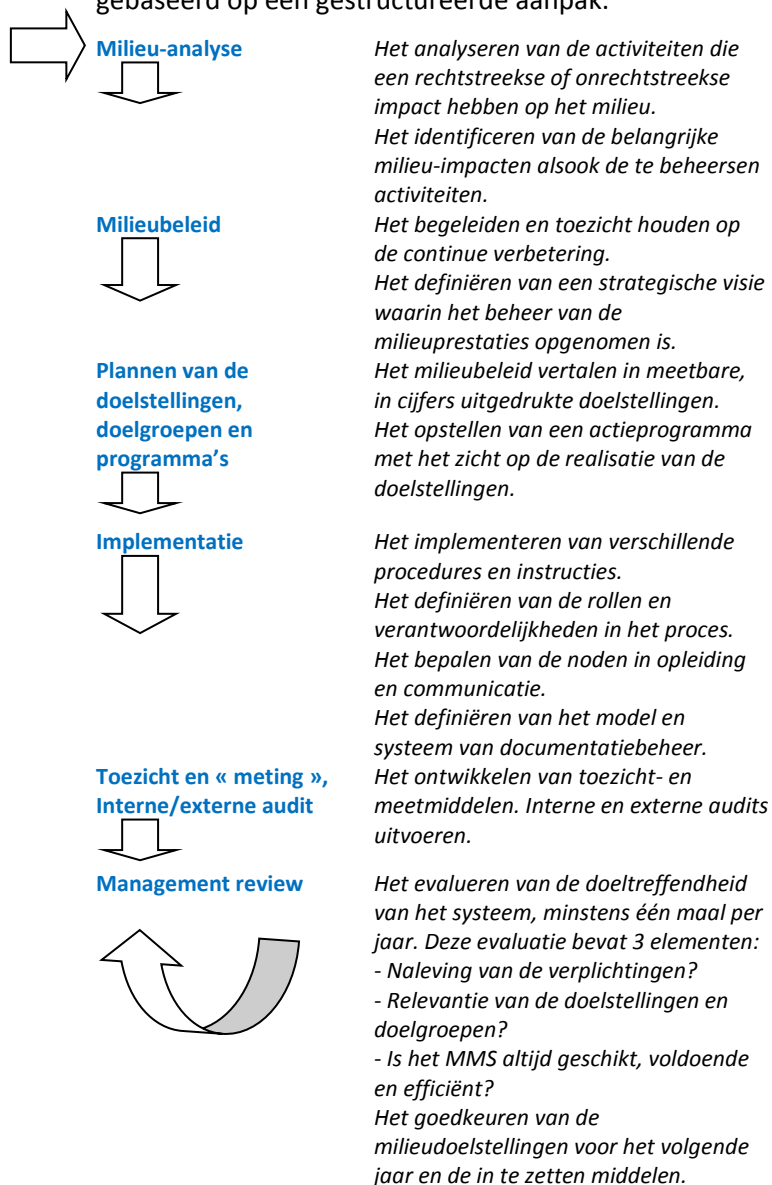 gebaseerd op een gestructureerde aanpak:
Milieu-analyse
Het analyseren van de activiteiten die
een rechtstreekse of onrechtstreekse
impact hebben op het milieu.
Het identificeren van de belangrijke
milieu-impacten alsook de te beheersen
activiteiten.
Milieubeleid
Het begeleiden en toezicht houden op
de continue verbetering.
Het definiëren van een strategische visie
waarin het beheer van de
milieuprestaties opgenomen is.
Plannen van de
doelstellingen,
doelgroepen en
programma's
Het milieubeleid vertalen in meetbare,
in cijfers uitgedrukte doelstellingen.
Het opstellen van een actieprogramma
met het zicht op de realisatie van de
doelstellingen.
Implementatie
Het implementeren van verschillende
procedures en instructies.
Het definiëren van de rollen en
verantwoordelijkheden in het proces.
Het bepalen van de noden in opleiding
en communicatie.
Het definiëren van het model en
systeem van documentatiebeheer.
Toezicht en « meting »,
Interne/externe audit
Het ontwikkelen van toezicht- en
meetmiddelen. Interne en externe audits
uitvoeren.
Management review
Het evalueren van de doeltreffendheid
van het systeem, minstens één maal per
jaar. Deze evaluatie bevat 3 elementen:
- Naleving van de verplichtingen?
- Relevantie van de doelstellingen en
doelgroepen?
- Is het MMS altijd geschikt, voldoende
en efficiënt?
Het goedkeuren van de
milieudoelstellingen voor het volgende
jaar en de in te zetten middelen.